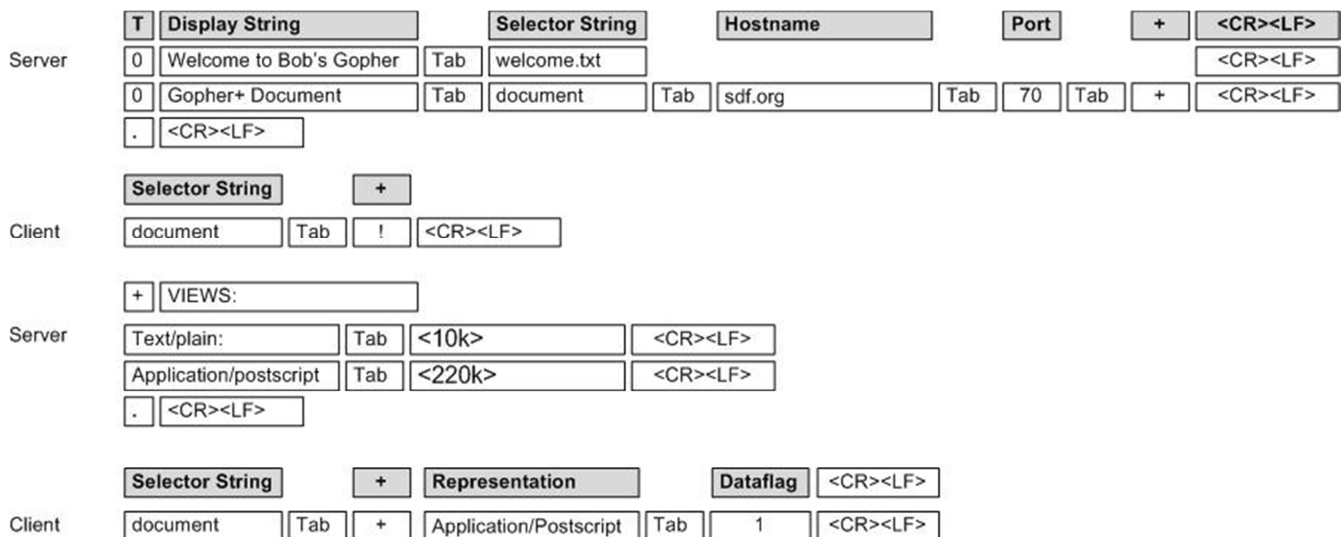 T Display String Selector String Hostname Port + <CR><LF>
Server 0 Welcome to Bob's Gopher Tab welcome.txt <CR><LF>
0 Gopher+ Document Tab document Tab sdf.org Tab 70 Tab + <CR><LF>
. <CR><LF>
Selector String +
Client document Tab ! <CR><LF>
+ VIEWS:
Server Text/plain: Tab <10k> <CR><LF>
Application/postscript Tab <220k> <CR><LF>
. <CR><LF>
Selector String + Representation Dataflag <CR><LF>
Client document Tab + Application/Postscript Tab 1 <CR><LF>